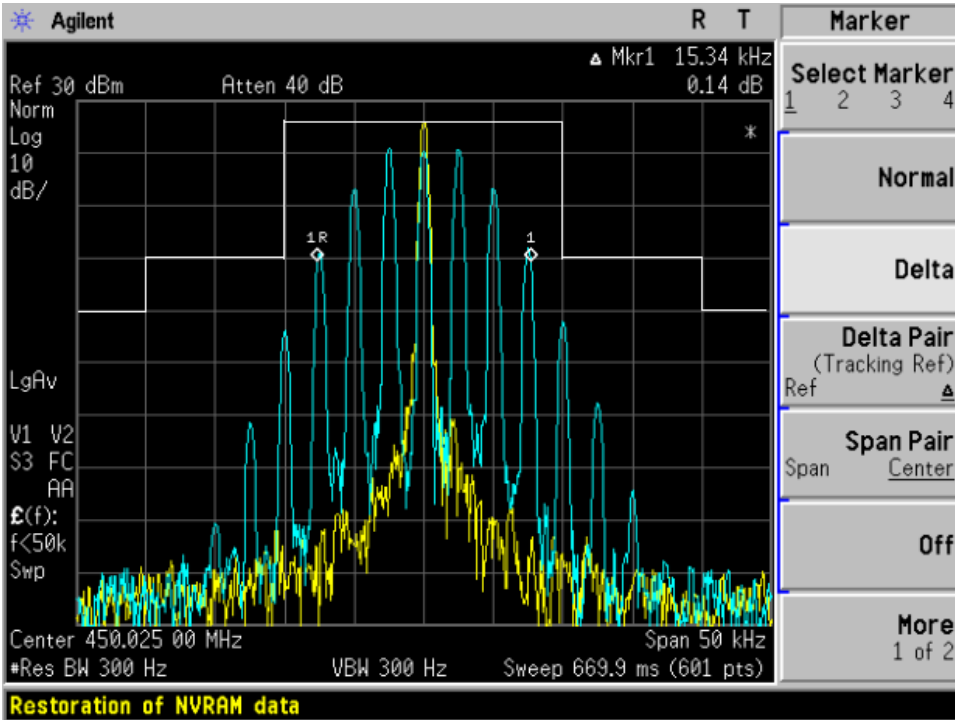 Agilent R T Marker
Δ Mkr1 15.34 kHz
Ref 30 dBm Atten 40 dB 0.14 dB
Norm
Log
10
dB/
*
1R
1
LgAv
V1 V2
S3 FC
AA
£(f):
f<50k
Swp
Center 450.025 00 MHz Span 50 kHz
#Res BW 300 Hz VBW 300 Hz Sweep 669.9 ms (601 pts)
Restoration of NVRAM data
Select Marker
1 2 3 4
Normal
Delta
Delta Pair
(Tracking Ref)
Ref Δ
Span Pair
Span Center
Off
More
1 of 2